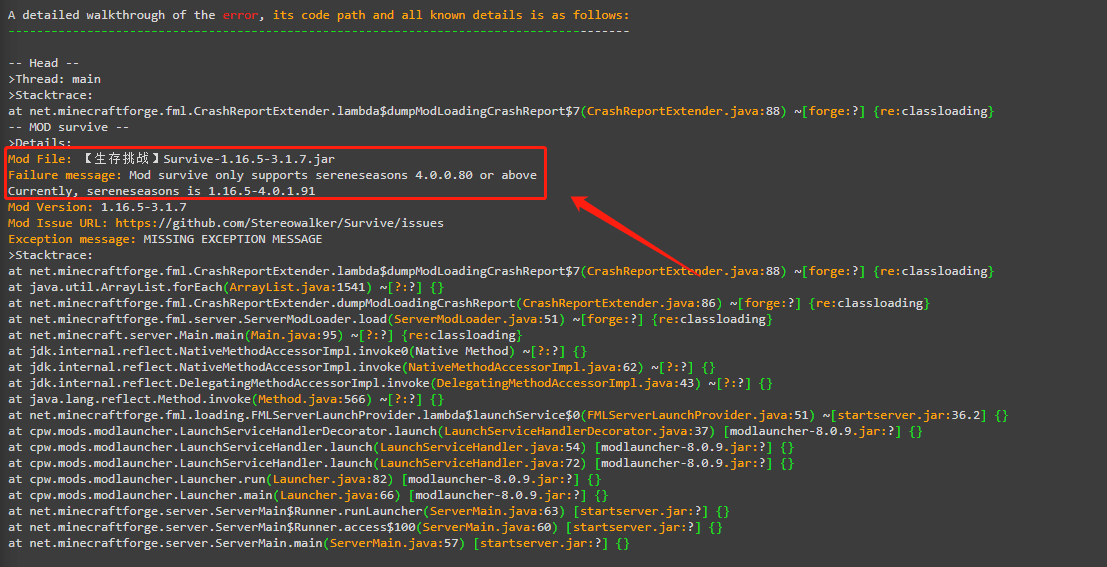 A detailed walkthrough of the error, its code path and all known details is as follows:
---------------------------------------------------------------------------------------
-- Head --
>Thread: main
>Stacktrace:
at net.minecraftforge.fml.CrashReportExtender.lambda$dumpModLoadingCrashReport$7(CrashReportExtender.java:88) ~[forge:?] {re:classloading}
-- MOD survive --
>Details:
Mod File: 【生存挑战】Survive-1.16.5-3.1.7.jar
Failure message: Mod survive only supports sereneseasons 4.0.0.80 or above
Currently, sereneseasons is 1.16.5-4.0.1.91
Mod Version: 1.16.5-3.1.7
Mod Issue URL: https://github.com/Stereowalker/Survive/issues
Exception message: MISSING EXCEPTION MESSAGE
>Stacktrace:
at net.minecraftforge.fml.CrashReportExtender.lambda$dumpModLoadingCrashReport$7(CrashReportExtender.java:88) ~[forge:?] {re:classloading}
at java.util.ArrayList.forEach(ArrayList.java:1541) ~[?:?] {}
at net.minecraftforge.fml.CrashReportExtender.dumpModLoadingCrashReport(CrashReportExtender.java:86) ~[forge:?] {re:classloading}
at net.minecraftforge.fml.server.ServerModLoader.load(ServerModLoader.java:51) ~[forge:?] {re:classloading}
at net.minecraft.server.Main.main(Main.java:95) ~[?:?] {re:classloading}
at jdk.internal.reflect.NativeMethodAccessorImpl.invoke0(Native Method) ~[?:?] {}
at jdk.internal.reflect.NativeMethodAccessorImpl.invoke(NativeMethodAccessorImpl.java:62) ~[?:?] {}
at jdk.internal.reflect.DelegatingMethodAccessorImpl.invoke(DelegatingMethodAccessorImpl.java:43) ~[?:?] {}
at java.lang.reflect.Method.invoke(Method.java:566) ~[?:?] {}
at net.minecraftforge.fml.loading.FMLServerLaunchProvider.lambda$launchService$0(FMLServerLaunchProvider.java:51) ~[startserver.jar:36.2] {}
at cpw.mods.modlauncher.LaunchServiceHandlerDecorator.launch(LaunchServiceHandlerDecorator.java:37) [modlauncher-8.0.9.jar:?] {}
at cpw.mods.modlauncher.LaunchServiceHandler.launch(LaunchServiceHandler.java:54) [modlauncher-8.0.9.jar:?] {}
at cpw.mods.modlauncher.LaunchServiceHandler.launch(LaunchServiceHandler.java:72) [modlauncher-8.0.9.jar:?] {}
at cpw.mods.modlauncher.Launcher.run(Launcher.java:82) [modlauncher-8.0.9.jar:?] {}
at cpw.mods.modlauncher.Launcher.main(Launcher.java:66) [modlauncher-8.0.9.jar:?] {}
at net.minecraftforge.server.ServerMain$Runner.runLauncher(ServerMain.java:63) [startserver.jar:?] {}
at net.minecraftforge.server.ServerMain$Runner.access$100(ServerMain.java:60) [startserver.jar:?] {}
at net.minecraftforge.server.ServerMain.main(ServerMain.java:57) [startserver.jar:?] {}